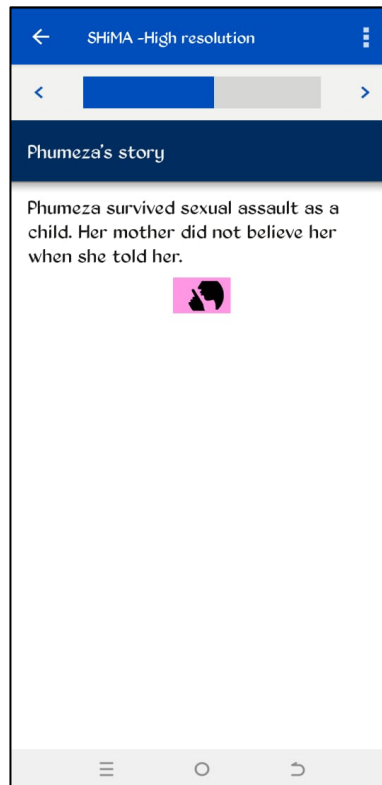 SHiMA -High resolution
Phumeza's story
Phumeza survived sexual assault as a
child. Her mother did not believe her
when she told her.